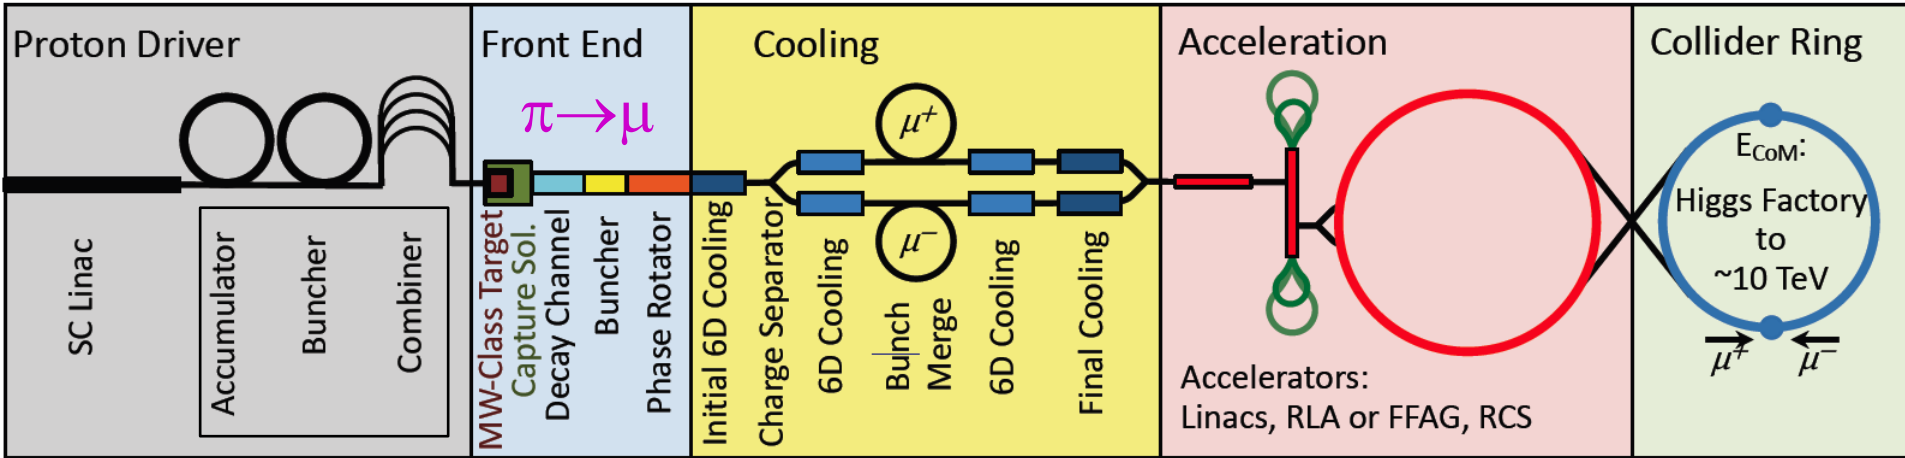 Proton Driver
SC Linac
Accumulator
Buncher
Combiner
Front End
π→μ
MW-Class Target
Capture Sol.
Decay Channel
Buncher
Phase Rotator
Cooling
Initial 6D Cooling
Charge Separator
6D Cooling
μ+
μ−
Bunch
Merge
6D Cooling
Final Cooling
Acceleration
Accelerators:
Linacs, RLA or FFAG, RCS
Collider Ring
ECoM:
Higgs Factory
to
~10 TeV
μ+ μ−